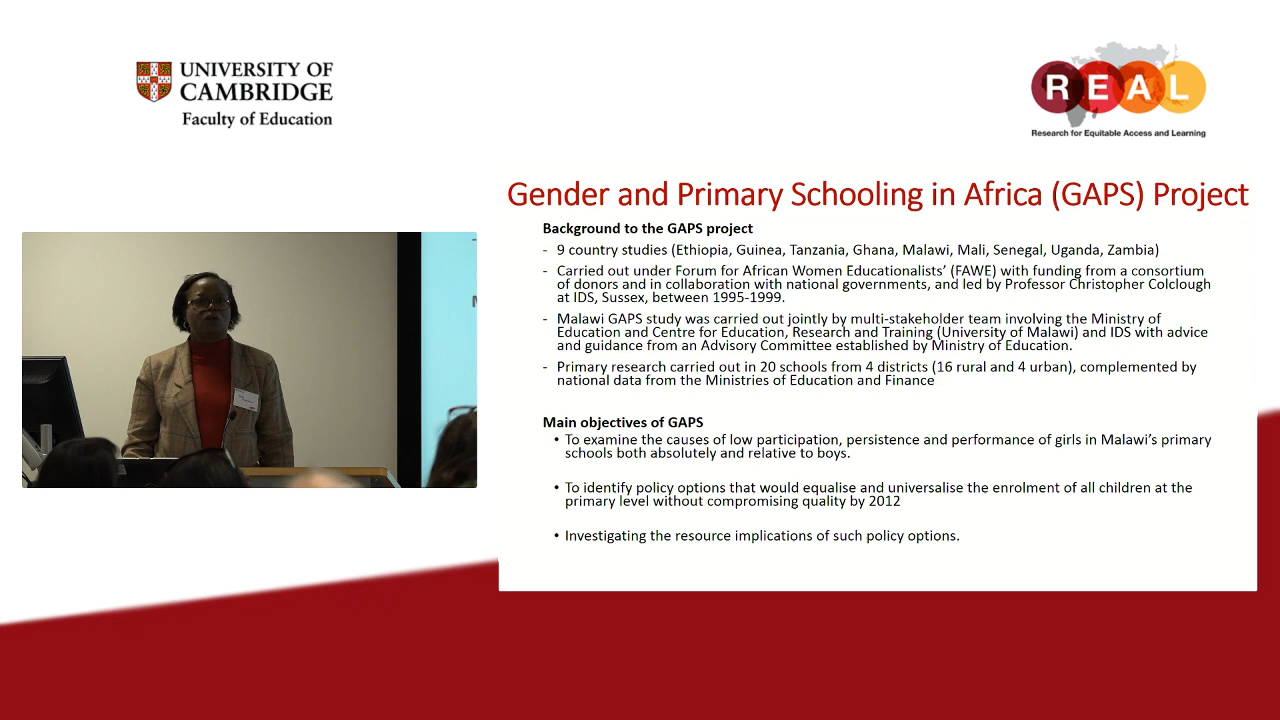 UNIVERSITY OF
CAMBRIDGE
Faculty of Education
R E A L
Research for Equitable Access and Learning
Gender and Primary Schooling in Africa (GAPS) Project
Background to the GAPS project
- 9 country studies (Ethiopia, Guinea, Tanzania, Ghana, Malawi, Mali, Senegal, Uganda, Zambia)
- Carried out under Forum for African Women Educationalists’ (FAWE) with funding from a consortium
of donors and in collaboration with national governments, and led by Professor Christopher Colclough
at IDS, Sussex, between 1995-1999.
- Malawi GAPS study was carried out jointly by multi-stakeholder team involving the Ministry of
Education and Centre for Education, Research and Training (University of Malawi) and IDS with advice
and guidance from an Advisory Committee established by Ministry of Education.
- Primary research carried out in 20 schools from 4 districts (16 rural and 4 urban), complemented by
national data from the Ministries of Education and Finance
Main objectives of GAPS
• To examine the causes of low participation, persistence and performance of girls in Malawi’s primary
schools both absolutely and relative to boys.
• To identify policy options that would equalise and universalise the enrolment of all children at the
primary level without compromising quality by 2012
• Investigating the resource implications of such policy options.